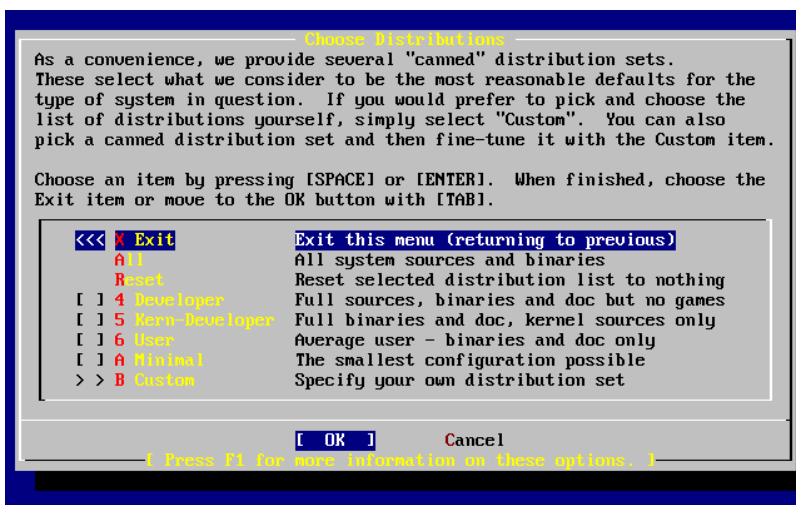 Choose Distributions
As a convenience, we provide several "canned" distribution sets.
These select what we consider to be the most reasonable defaults for the
type of system in question.  If you would prefer to pick and choose the
list of distributions yourself, simply select "Custom".  You can also
pick a canned distribution set and then fine-tune it with the Custom item.
Choose an item by pressing [SPACE] or [ENTER].  When finished, choose the
Exit item or move to the OK button with [TAB].
<<< X Exit Exit this menu (returning to previous)
All All system sources and binaries
Reset Reset selected distribution list to nothing
[ ] 4 Developer Full sources, binaries and doc but no games
[ ] 5 Kern-Developer Full binaries and doc, kernel sources only
[ ] 6 User Average user - binaries and doc only
[ ] A Minimal The smallest configuration possible
> > B Custom Specify your own distribution set
[ OK ] Cancel
[ Press F1 for more information on these options. ]